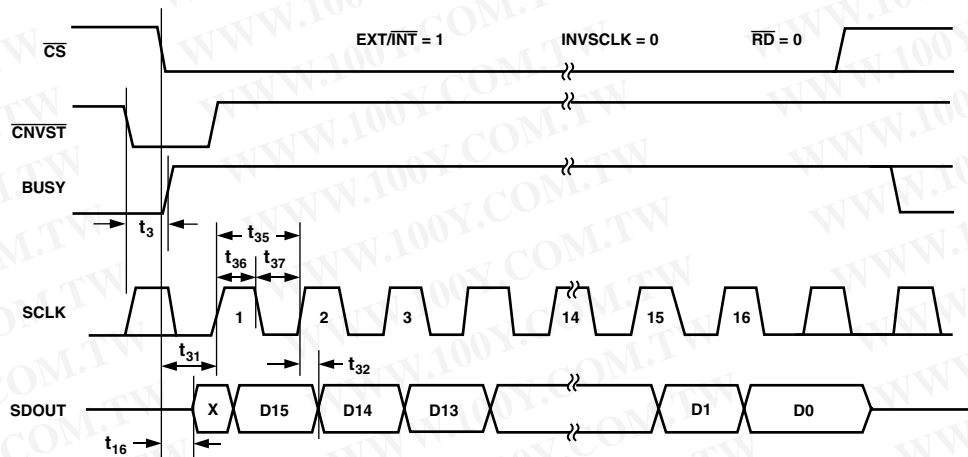 EXT/INT = 1 INVSCLK = 0 RD = 0
CS
CNVST
BUSY
t3
t35
t36 t37
SCLK 1 2 3 14 15 16
t31
t32
SDOUT X D15 D14 D13 D1 D0
t16
WWW.100Y.COM.TW